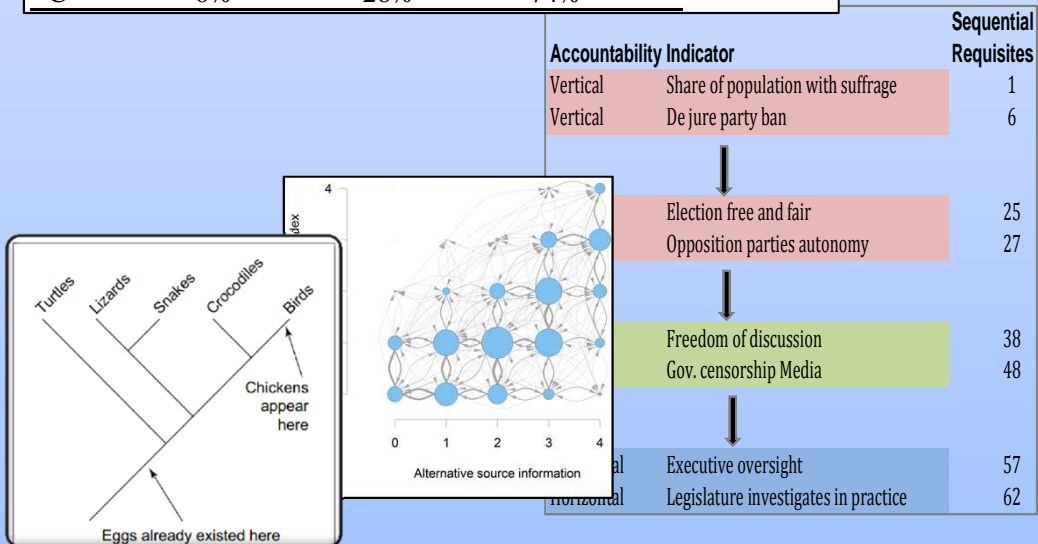 Sequential
Accountability Indicator Requisites
Vertical Share of population with suffrage 1
Vertical De jure party ban 6
Election free and fair 25
Opposition parties autonomy 27
Freedom of discussion 38
Gov. censorship Media 48
Executive oversight 57
Horizontal Legislature investigates in practice 62
4
0 1 2 3 4
Alternative source information
Turtles
Lizards
Snakes
Crocodiles
Birds
Chickens
appear
here
Eggs already existed here